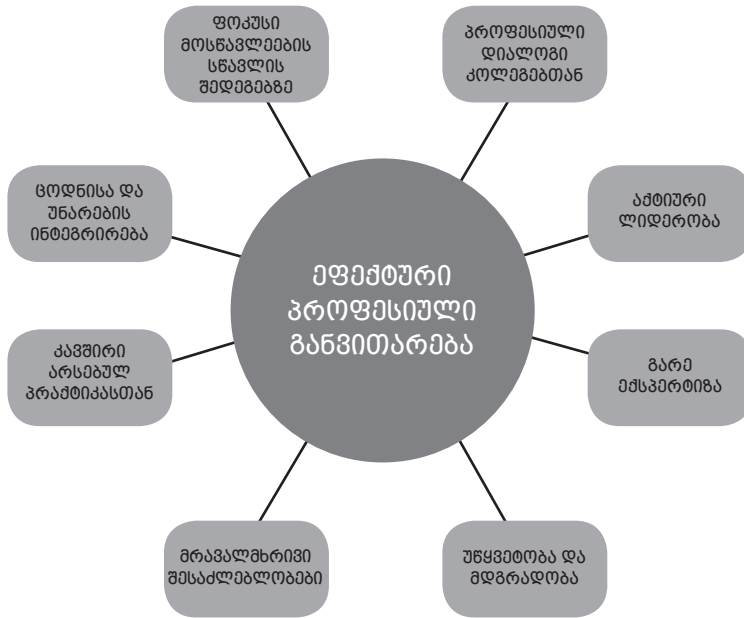 ფოკუსი
მოსწავლეების
სწავლის
შედეგებზე
პროფესიული
დიალოგი
კოლეგებთან
ცოდნისა და
უნარების
ინტეგრირება
აქტიური
ლიდერობა
ეფექტური
პროფესიული
განვითარება
კავშირი
არსებულ
პრაქტიკასთან
გარე
ექსპერტიზა
მრავალმხრივი
შესაძლებლობები
უწყვეტობა და
მდგრადობა